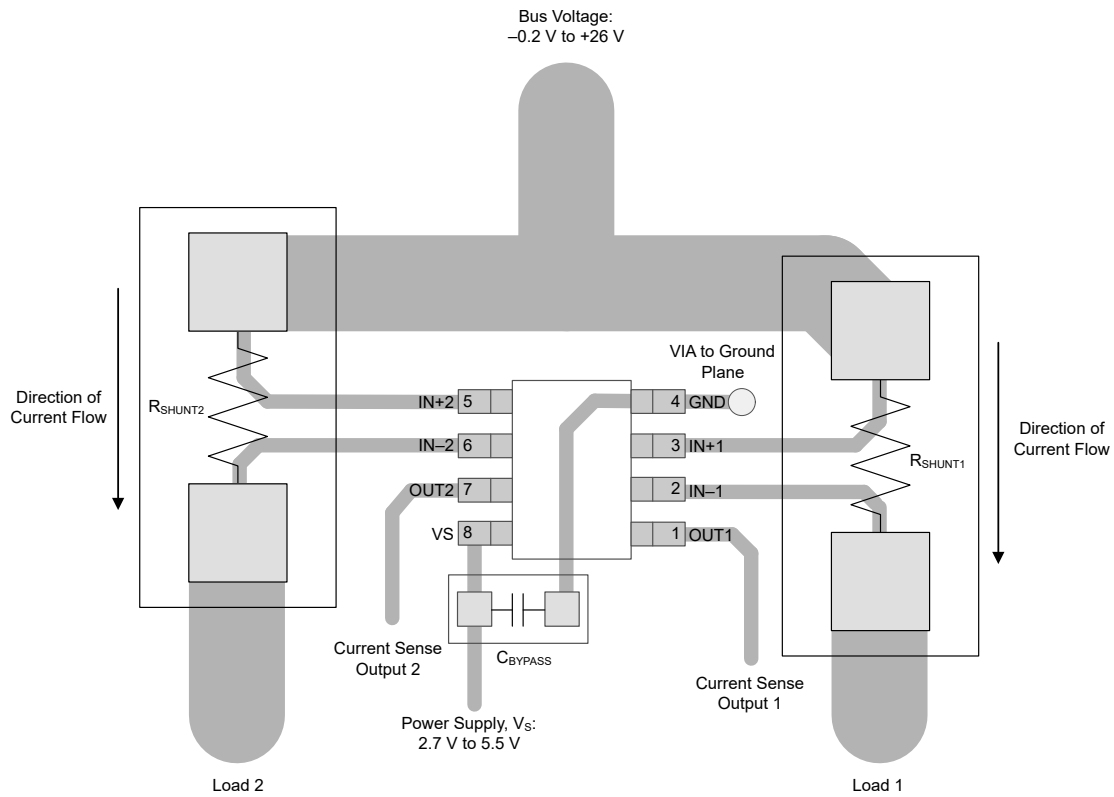 Bus Voltage:
–0.2 V to +26 V
VIA to Ground
Plane
Direction of
Current Flow
RSHUNT2
IN+2 5
4 GND
IN–2 6
3 IN+1
OUT2 7
2 IN–1
VS 8
1 OUT1
RSHUNT1
Direction of
Current Flow
Current Sense
Output 2
CBYPASS
Current Sense
Output 1
Power Supply, VS:
2.7 V to 5.5 V
Load 2
Load 1